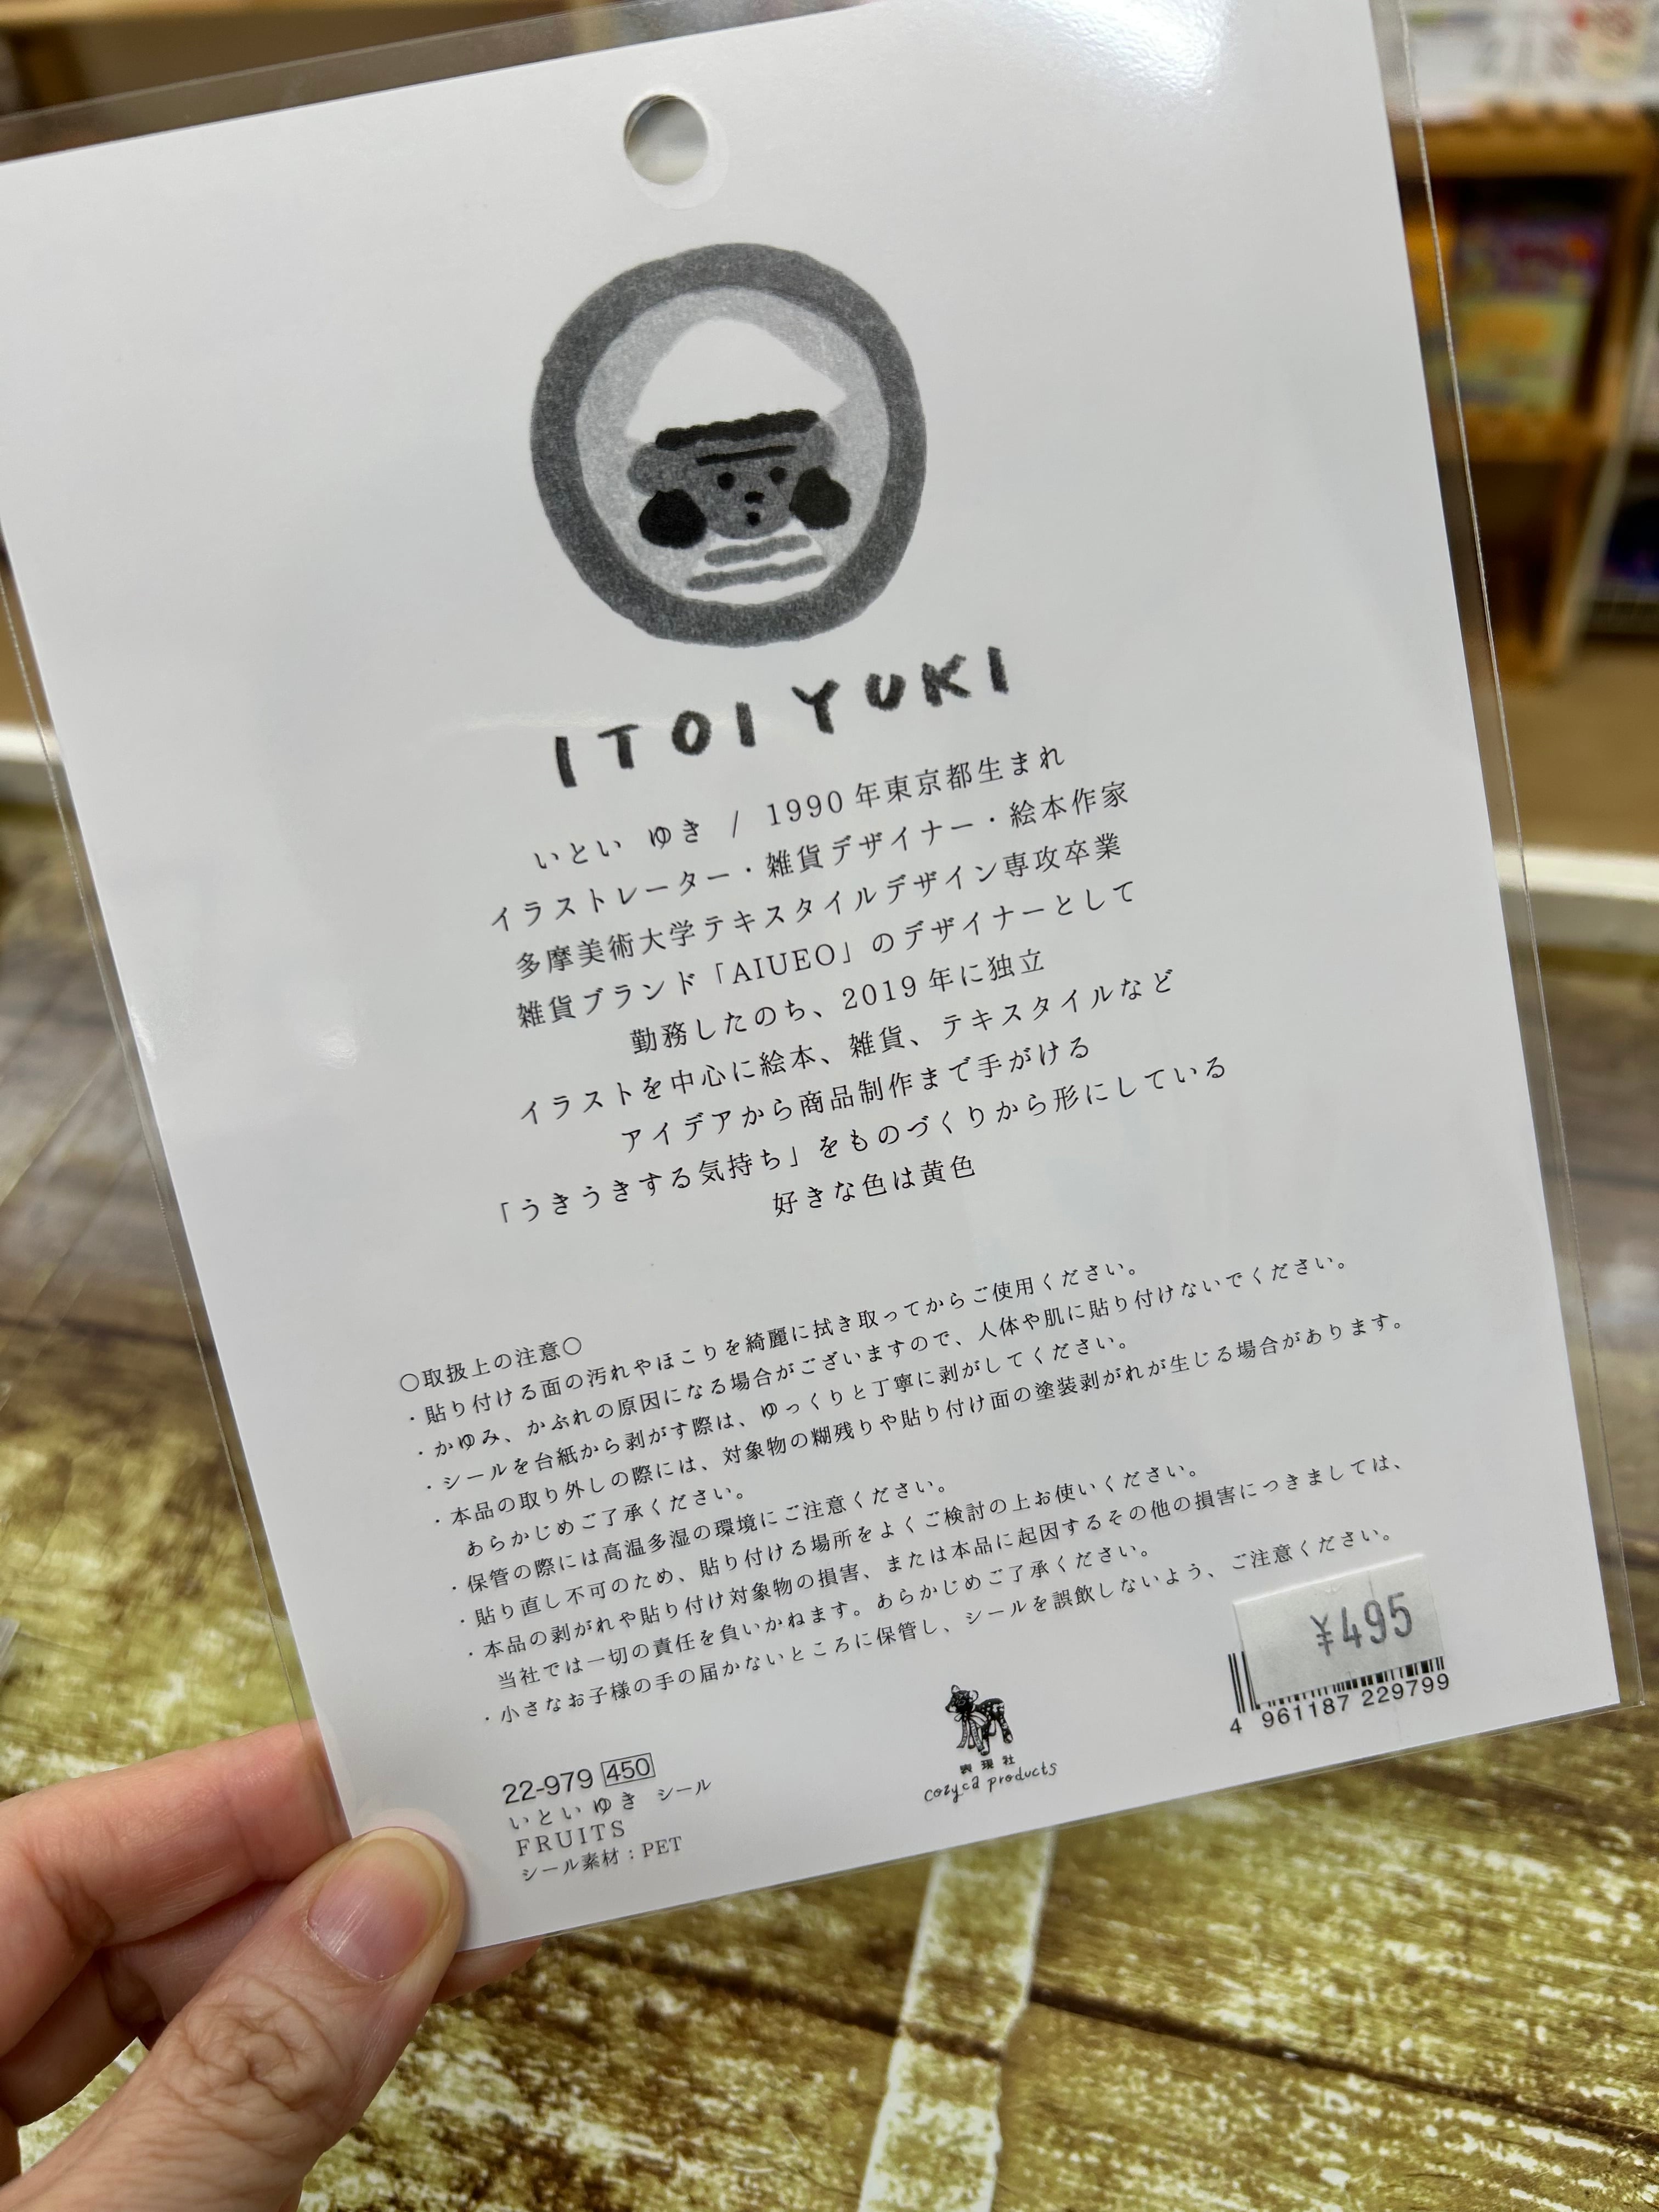 ITOI YUKI
いとい ゆき / 1990年東京都生まれ
イラストレーター・雑貨デザイナー・絵本作家
多摩美術大学テキスタイルデザイン専攻卒業
雑貨ブランド「AIUEO」のデザイナーとして
勤務したのち、2019年に独立
イラストを中心に絵本、雑貨、テキスタイルなど
アイデアから商品制作まで手がける
「うきうきする気持ち」をものづくりから形にしている
好きな色は黄色
○取扱上の注意○
・貼り付ける面の汚れやほこりを綺麗に拭き取ってからご使用ください。
・かゆみ、かぶれの原因になる場合がございますので、人体や肌に貼り付けないでください。
・シールを台紙から剥がす際は、ゆっくりと丁寧に剥がしてください。
・本品の取り外しの際には、対象物の糊残りや貼り付け面の塗装剥がれが生じる場合があります。
あらかじめご了承ください。
・保管の際には高温多湿の環境にご注意ください。
・貼り直し不可のため、貼り付ける場所をよくご検討の上お使いください。
・本品の剥がれや貼り付け対象物の損害、または本品に起因するその他の損害につきましては、
当社では一切の責任を負いかねます。あらかじめご了承ください。
・小さなお子様の手の届かないところに保管し、シールを誤飲しないよう、ご注意ください。
¥495
4 961187 229799
22-979 450
いといゆき シール
FRUITS
シール素材：PET
表現社
cozyca products